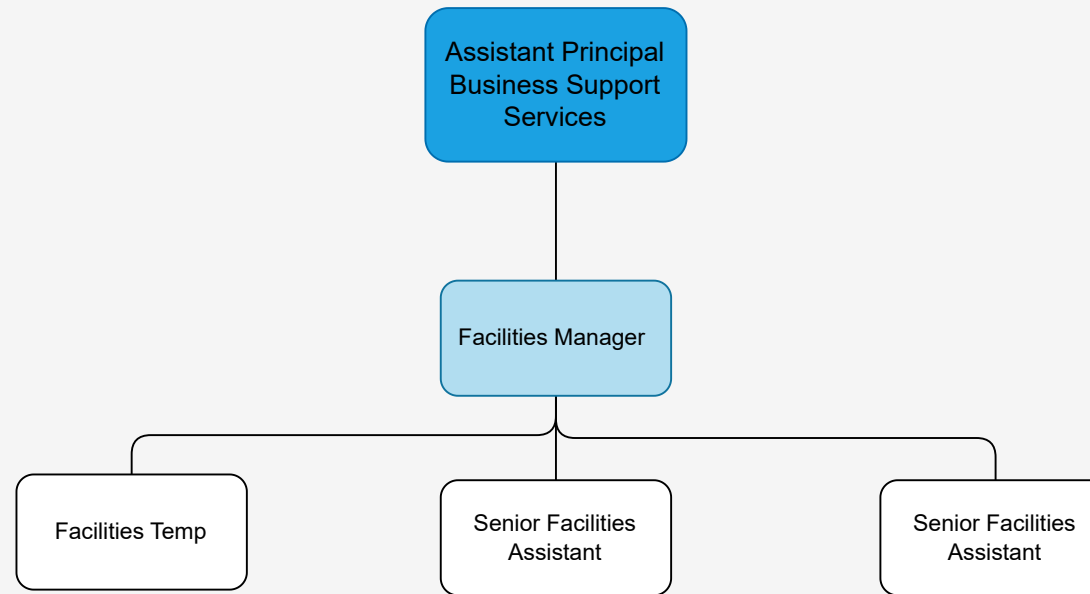 Assistant Principal
Business Support
Services
Facilities Manager
Facilities Temp
Senior Facilities
Assistant
Senior Facilities
Assistant